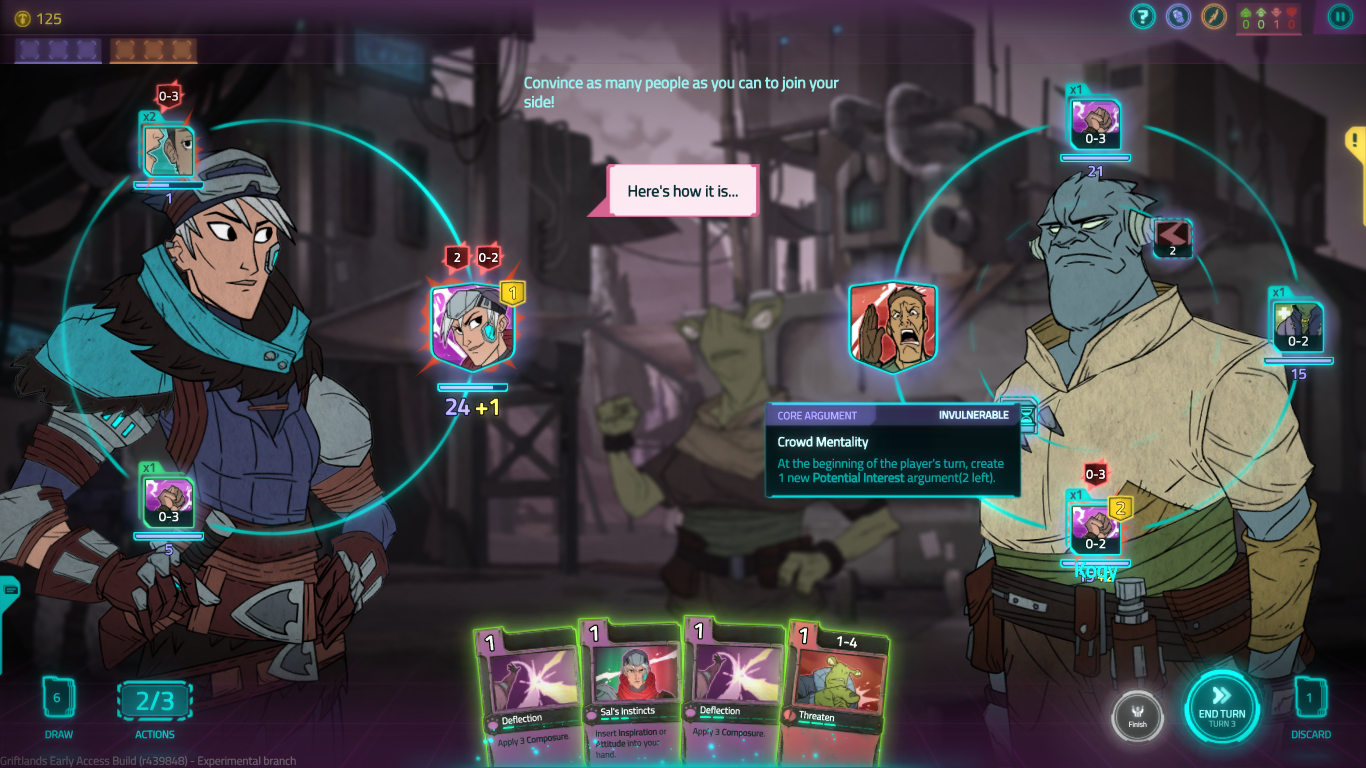 125
?
0 0 1 0
Convince as many people as you can to join your
side!
0-3
x2
1
x1
0-3
21
Here's how it is...
2 0-2
1
24 +1
2
x1
0-2
15
CORE ARGUMENT INVULNERABLE
Crowd Mentality
At the beginning of the player's turn, create
1 new Potential Interest argument(2 left).
x1
0-3
5
0-3
x1
2
0-2
1
Deflection
Apply 3 Composure.
1
Sal's Instincts
Insert Inspiration or
Attitude into your
hand.
1
Deflection
Apply 3 Composure.
1
1-4
Threaten
6
DRAW
2/3
ACTIONS
Finish
END TURN
TURN 3
1
DISCARD
Griftlands Early Access Build (r439848) - Experimental branch